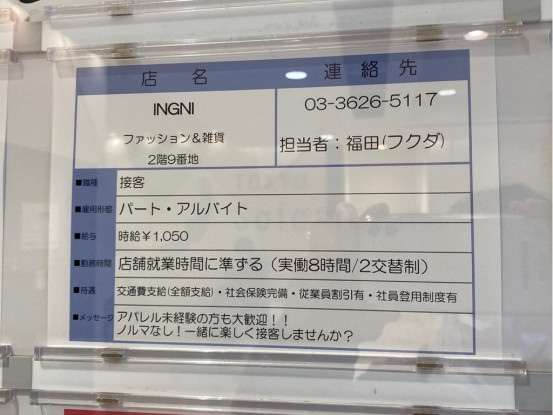 店名 連絡先
INGNI 03-3626-5117
ファッション&雑貨
2階9番地
担当者：福田(フクダ)
■職種 接客
■雇用形態 パート・アルバイト
■給与 時給¥1,050
■勤務時間 店舗就業時間に準ずる（実働8時間/2交替制）
■待遇 交通費支給(全額支給)・社会保険完備・従業員割引有・社員登用制度有
■メッセージ アパレル未経験の方も大歓迎！！
ノルマなし！一緒に楽しく接客しませんか？